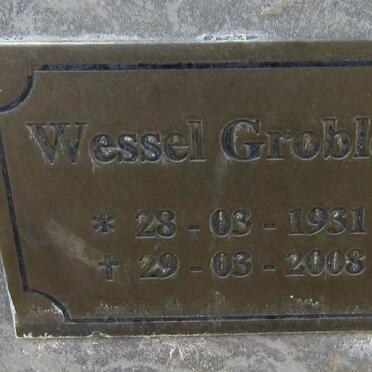 Wessel Grobl
* 28 - 03 - 1931
+ 29 - 03 - 2008